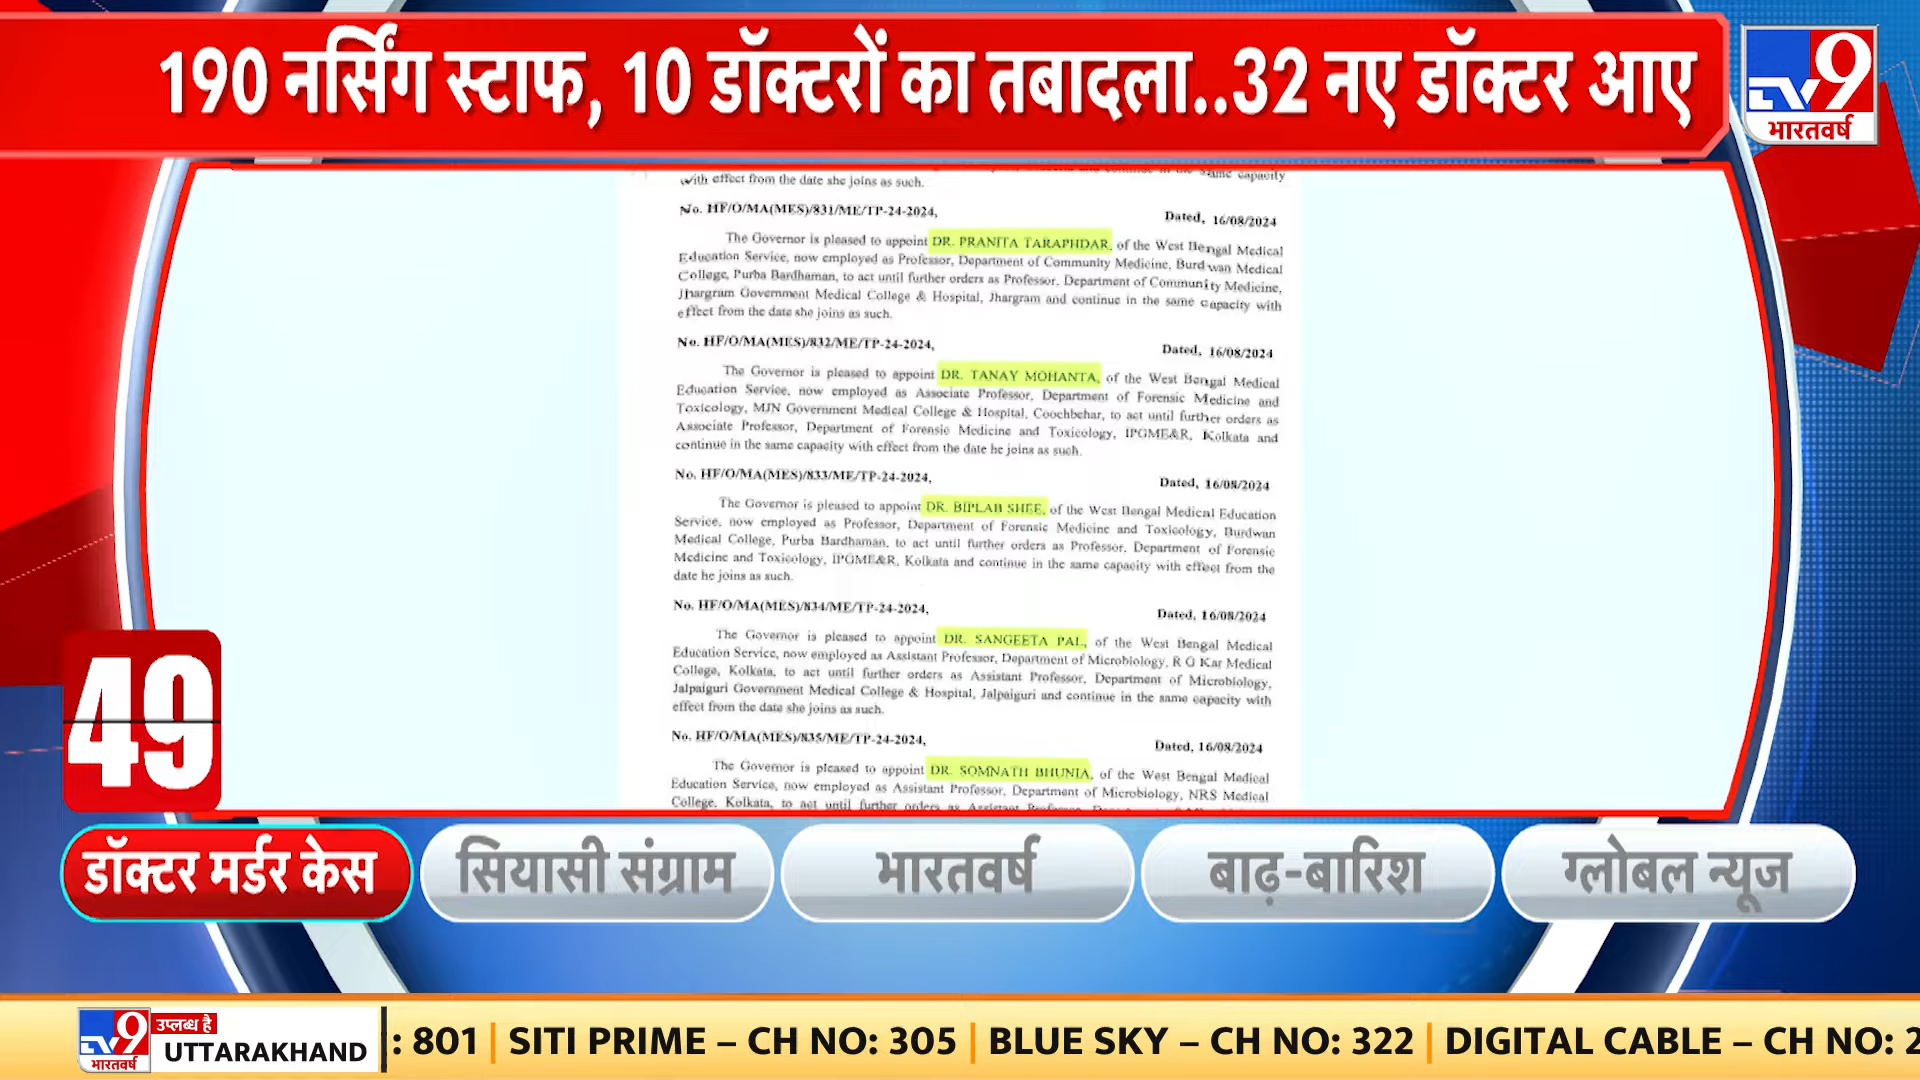 190 नर्सिंग स्टाफ, 10 डॉक्टरों का तबादला..32 नए डॉक्टर आए
TV9
भारतवर्ष
with effect from the date she joins as such.
same capacity
No. HF/O/MA(MES)/831/ME/TP-24-2024,
Dated, 16/08/2024
The Governor is pleased to appoint DR. PRANITA TARAPHDAR, of the West Bengal Medical
Education Service, now employed as Professor, Department of Community Medicine, Burdwan Medical
College, Purba Bardhaman, to act until further orders as Professor, Department of Community Medicine,
Jhargram Government Medical College & Hospital, Jhargram and continue in the same capacity with
effect from the date she joins as such.
No. HF/O/MA(MES)/832/ME/TP-24-2024,
Dated, 16/08/2024
The Governor is pleased to appoint DR. TANAY MOHANTA, of the West Bengal Medical
Education Service, now employed as Associate Professor, Department of Forensic Medicine and
Toxicology, MJN Government Medical College & Hospital, Coochbehar, to act until further orders as
Associate Professor, Department of Forensic Medicine and Toxicology, IPGME&R, Kolkata and
continue in the same capacity with effect from the date he joins as such.
No. HF/O/MA(MES)/833/ME/TP-24-2024,
Dated, 16/08/2024
The Governor is pleased to appoint DR. BIPLAB SHEE, of the West Bengal Medical Education
Service, now employed as Professor, Department of Forensic Medicine and Toxicology, Burdwan
Medical College, Purba Bardhaman, to act until further orders as Professor, Department of Forensic
Medicine and Toxicology, IPGME&R, Kolkata and continue in the same capacity with effect from the
date he joins as such.
No. HF/O/MA(MES)/834/ME/TP-24-2024,
Dated, 16/08/2024
The Governor is pleased to appoint DR. SANGEETA PAL, of the West Bengal Medical
Education Service, now employed as Assistant Professor, Department of Microbiology, R G Kar Medical
College, Kolkata, to act until further orders as Assistant Professor, Department of Microbiology,
Jalpaiguri Government Medical College & Hospital, Jalpaiguri and continue in the same capacity with
effect from the date she joins as such.
No. HF/O/MA(MES)/835/ME/TP-24-2024,
Dated, 16/08/2024
The Governor is pleased to appoint DR. SOMNATH BHUNIA, of the West Bengal Medical
Education Service, now employed as Assistant Professor, Department of Microbiology, NRS Medical
College, Kolkata, to act until further orders as Assistant Professor,
49
डॉक्टर मर्डर केस
सियासी संग्राम
भारतवर्ष
बाढ़-बारिश
ग्लोबल न्यूज
TV9
भारतवर्ष
उप्लब्ध है
UTTARAKHAND
: 801 | SITI PRIME – CH NO: 305 | BLUE SKY – CH NO: 322 | DIGITAL CABLE – CH NO: 2